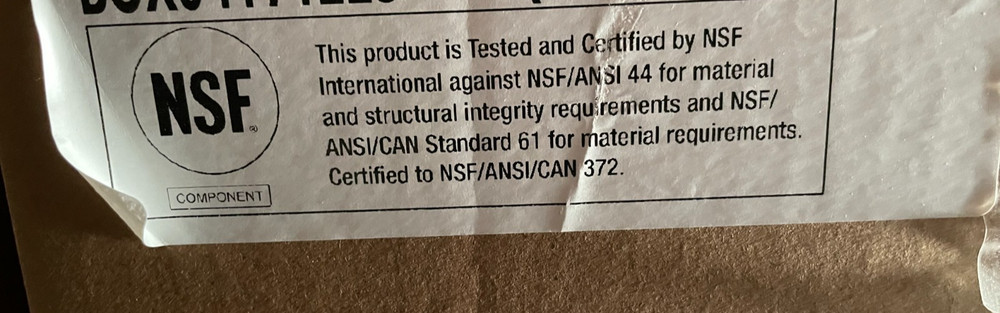 NSF®
COMPONENT
This product is Tested and Certified by NSF
International against NSF/ANSI 44 for material
and structural integrity requirements and NSF/
ANSI/CAN Standard 61 for material requirements.
Certified to NSF/ANSI/CAN 372.